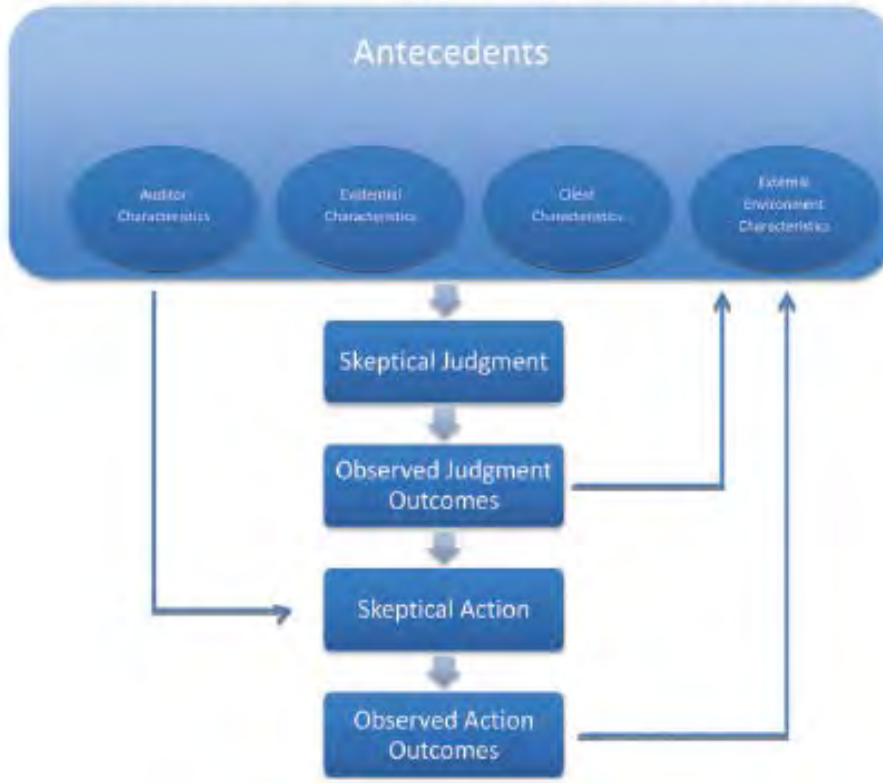 Antecedents
Auditor
Characteristics
Evidential
Characteristics
Client
Characteristics
External
Environment
Characteristics
Skeptical Judgment
Observed Judgment
Outcomes
Skeptical Action
Observed Action
Outcomes